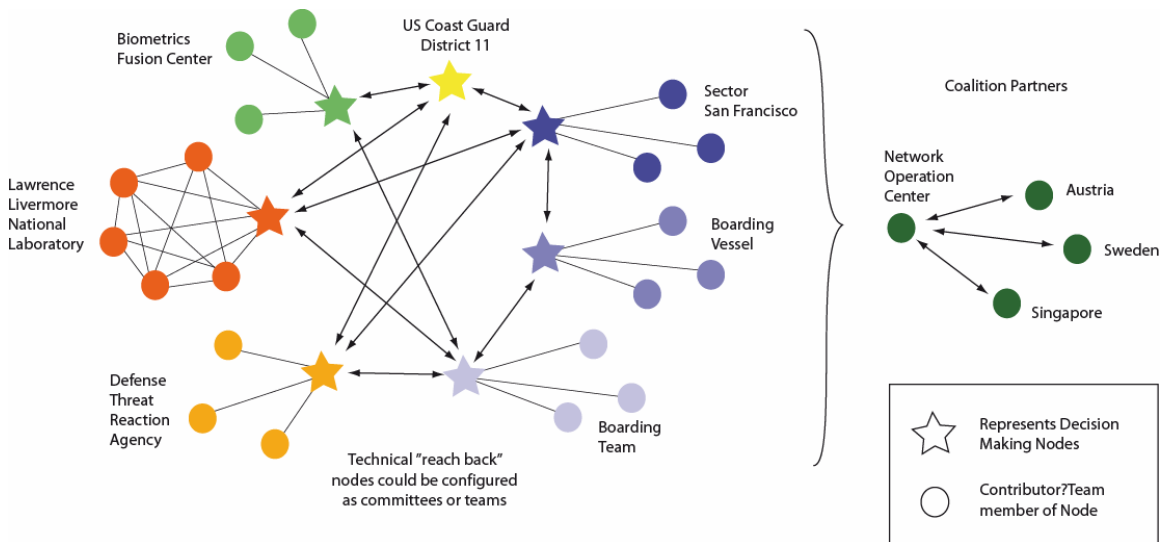 Biometrics
Fusion Center
US Coast Guard
District 11
Sector
San Francisco
Lawrence
Livermore
National
Laboratory
Boarding
Vessel
Defense
Threat
Reaction
Agency
Boarding
Team
Technical "reach back"
nodes could be configured
as committees or teams
Coalition Partners
Network
Operation
Center
Austria
Sweden
Singapore
Represents Decision
Making Nodes
Contributor?Team
member of Node